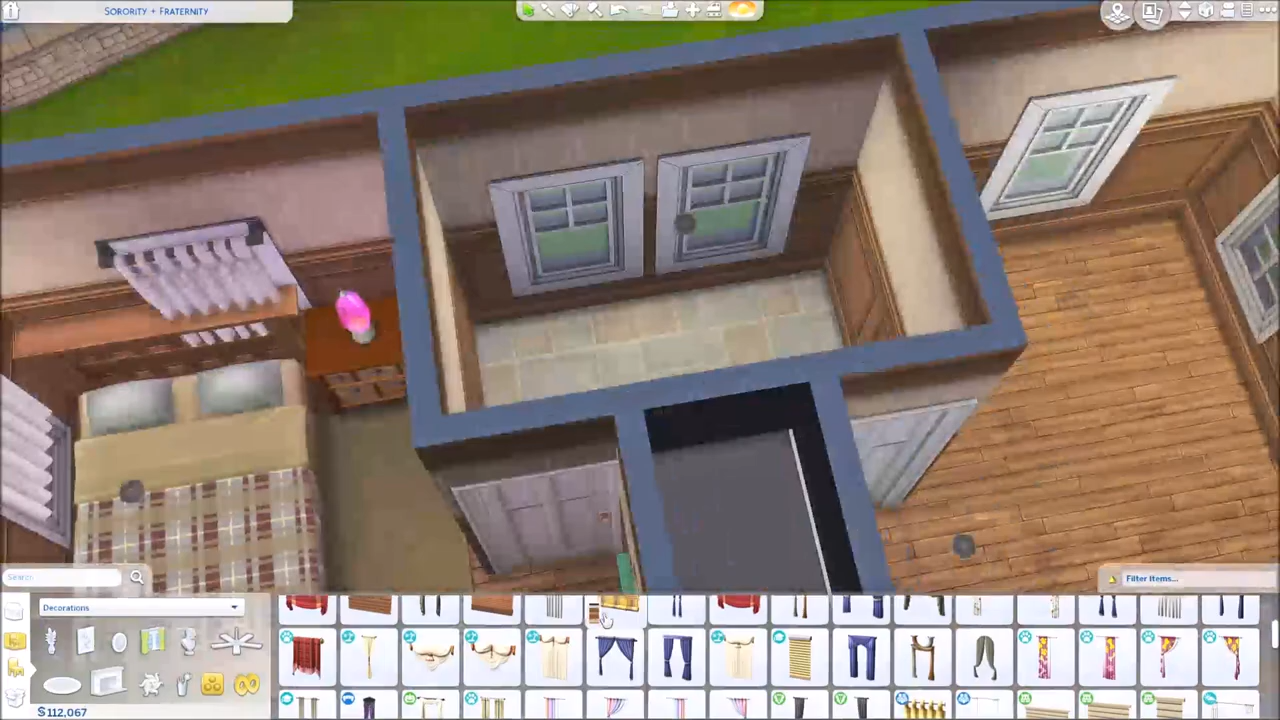 Sorority + Fraternity
Search
Filter Items...
Decorations
$112,067